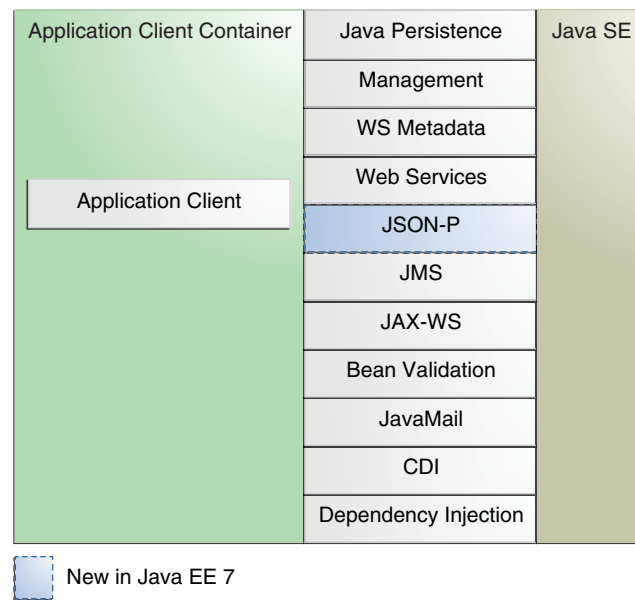 Application Client Container
Java Persistence
Java SE
Management
WS Metadata
Web Services
Application Client
JSON-P
JMS
JAX-WS
Bean Validation
JavaMail
CDI
Dependency Injection
New in Java EE 7